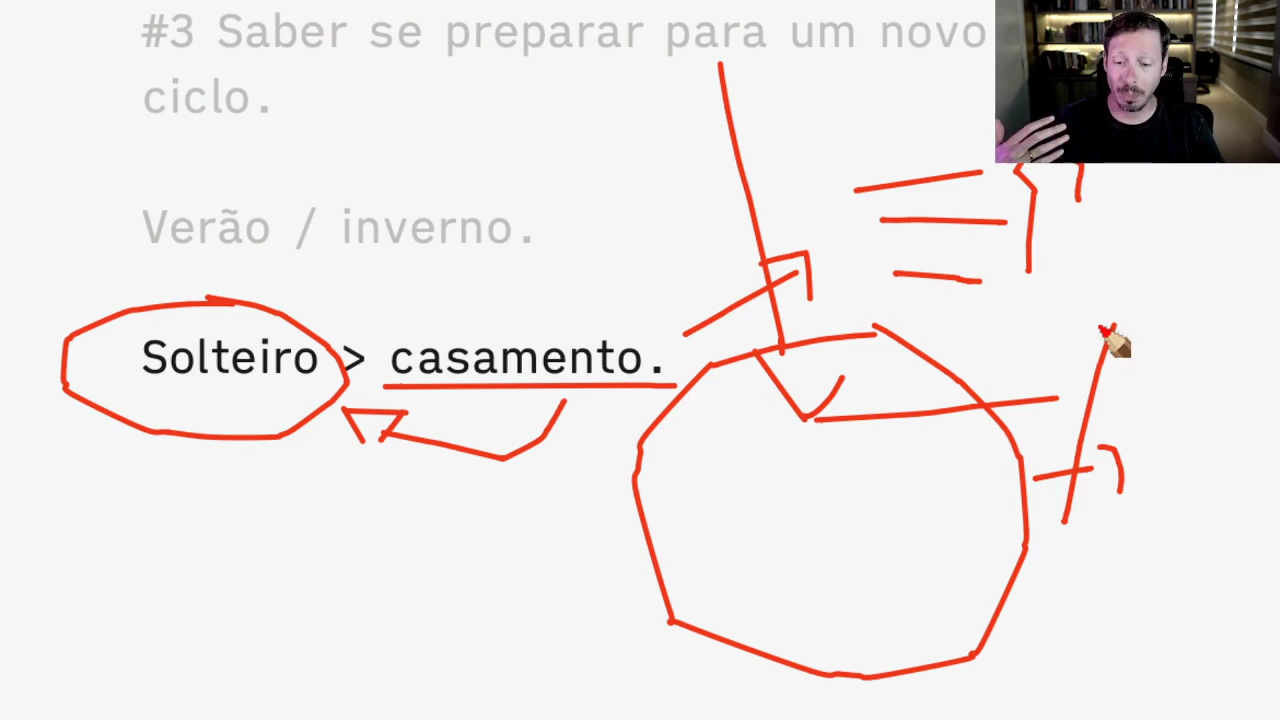 #3 Saber se preparar para um novo
ciclo.
Verão / inverno.
Solteiro > casamento.